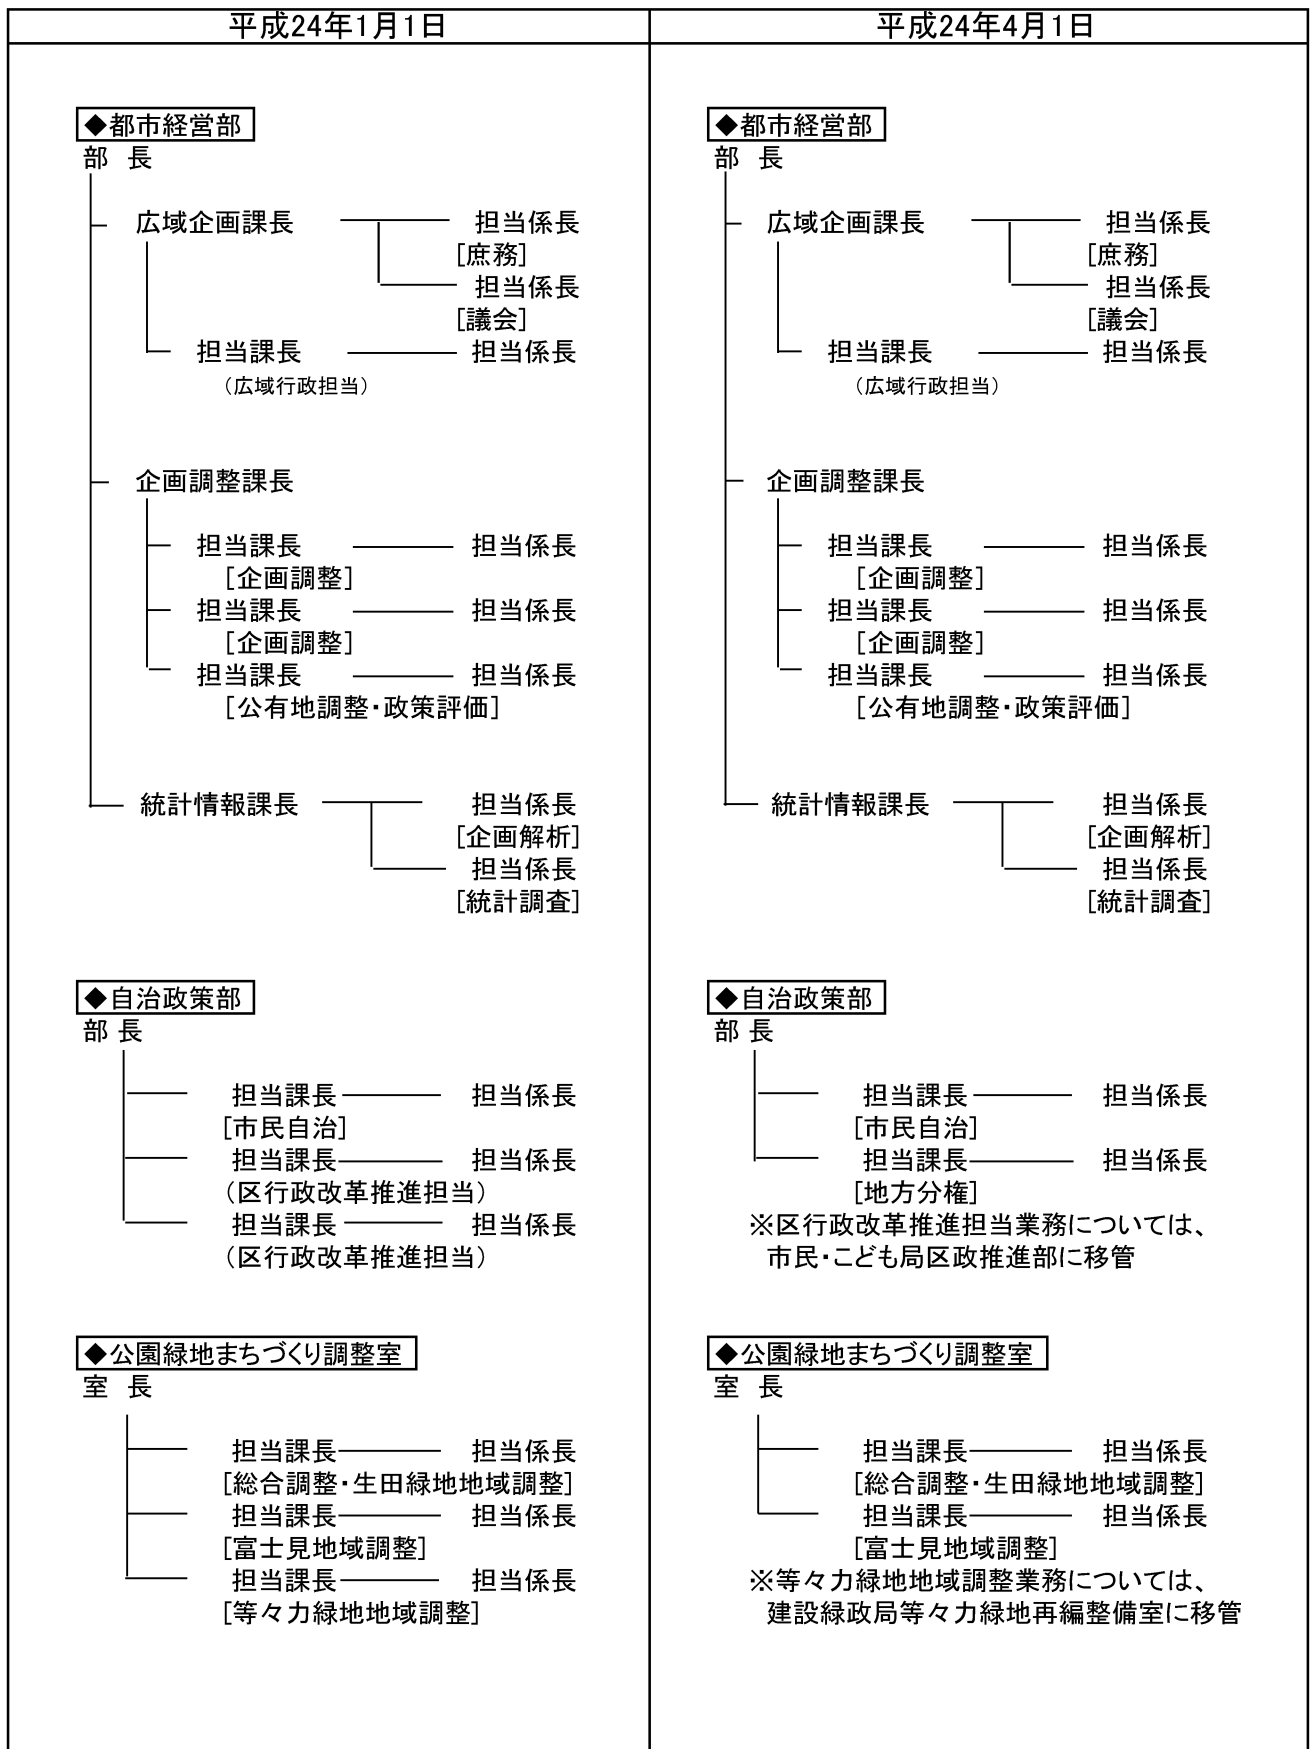 平成24年1月1日
◆都市経営部
部 長
広域企画課長 担当係長
[庶務]
担当係長
[議会]
担当課長 担当係長
（広域行政担当）
企画調整課長
担当課長 担当係長
[企画調整]
担当課長 担当係長
[企画調整]
担当課長 担当係長
[公有地調整・政策評価]
統計情報課長 担当係長
[企画解析]
担当係長
[統計調査]
◆自治政策部
部 長
担当課長 担当係長
[市民自治]
担当課長 担当係長
（区行政改革推進担当）
担当課長 担当係長
（区行政改革推進担当）
◆公園緑地まちづくり調整室
室 長
担当課長 担当係長
[総合調整・生田緑地地域調整]
担当課長 担当係長
[富士見地域調整]
担当課長 担当係長
[等々力緑地地域調整]
平成24年4月1日
◆都市経営部
部 長
広域企画課長 担当係長
[庶務]
担当係長
[議会]
担当課長 担当係長
（広域行政担当）
企画調整課長
担当課長 担当係長
[企画調整]
担当課長 担当係長
[企画調整]
担当課長 担当係長
[公有地調整・政策評価]
統計情報課長 担当係長
[企画解析]
担当係長
[統計調査]
◆自治政策部
部 長
担当課長 担当係長
[市民自治]
担当課長 担当係長
[地方分権]
※区行政改革推進担当業務については、
市民・こども局区政推進部に移管
◆公園緑地まちづくり調整室
室 長
担当課長 担当係長
[総合調整・生田緑地地域調整]
担当課長 担当係長
[富士見地域調整]
※等々力緑地地域調整業務については、
建設緑政局等々力緑地再編整備室に移管